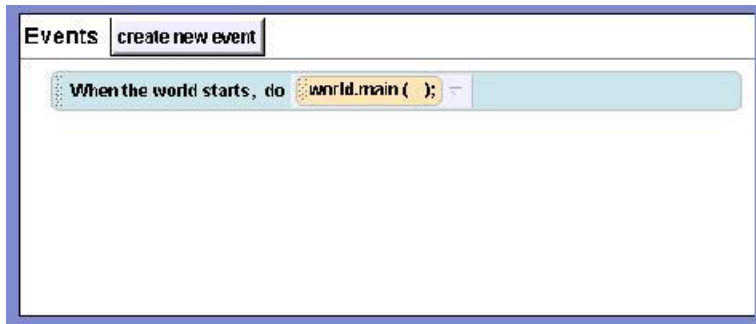 Events create new event
When the world starts, do world.main ( );